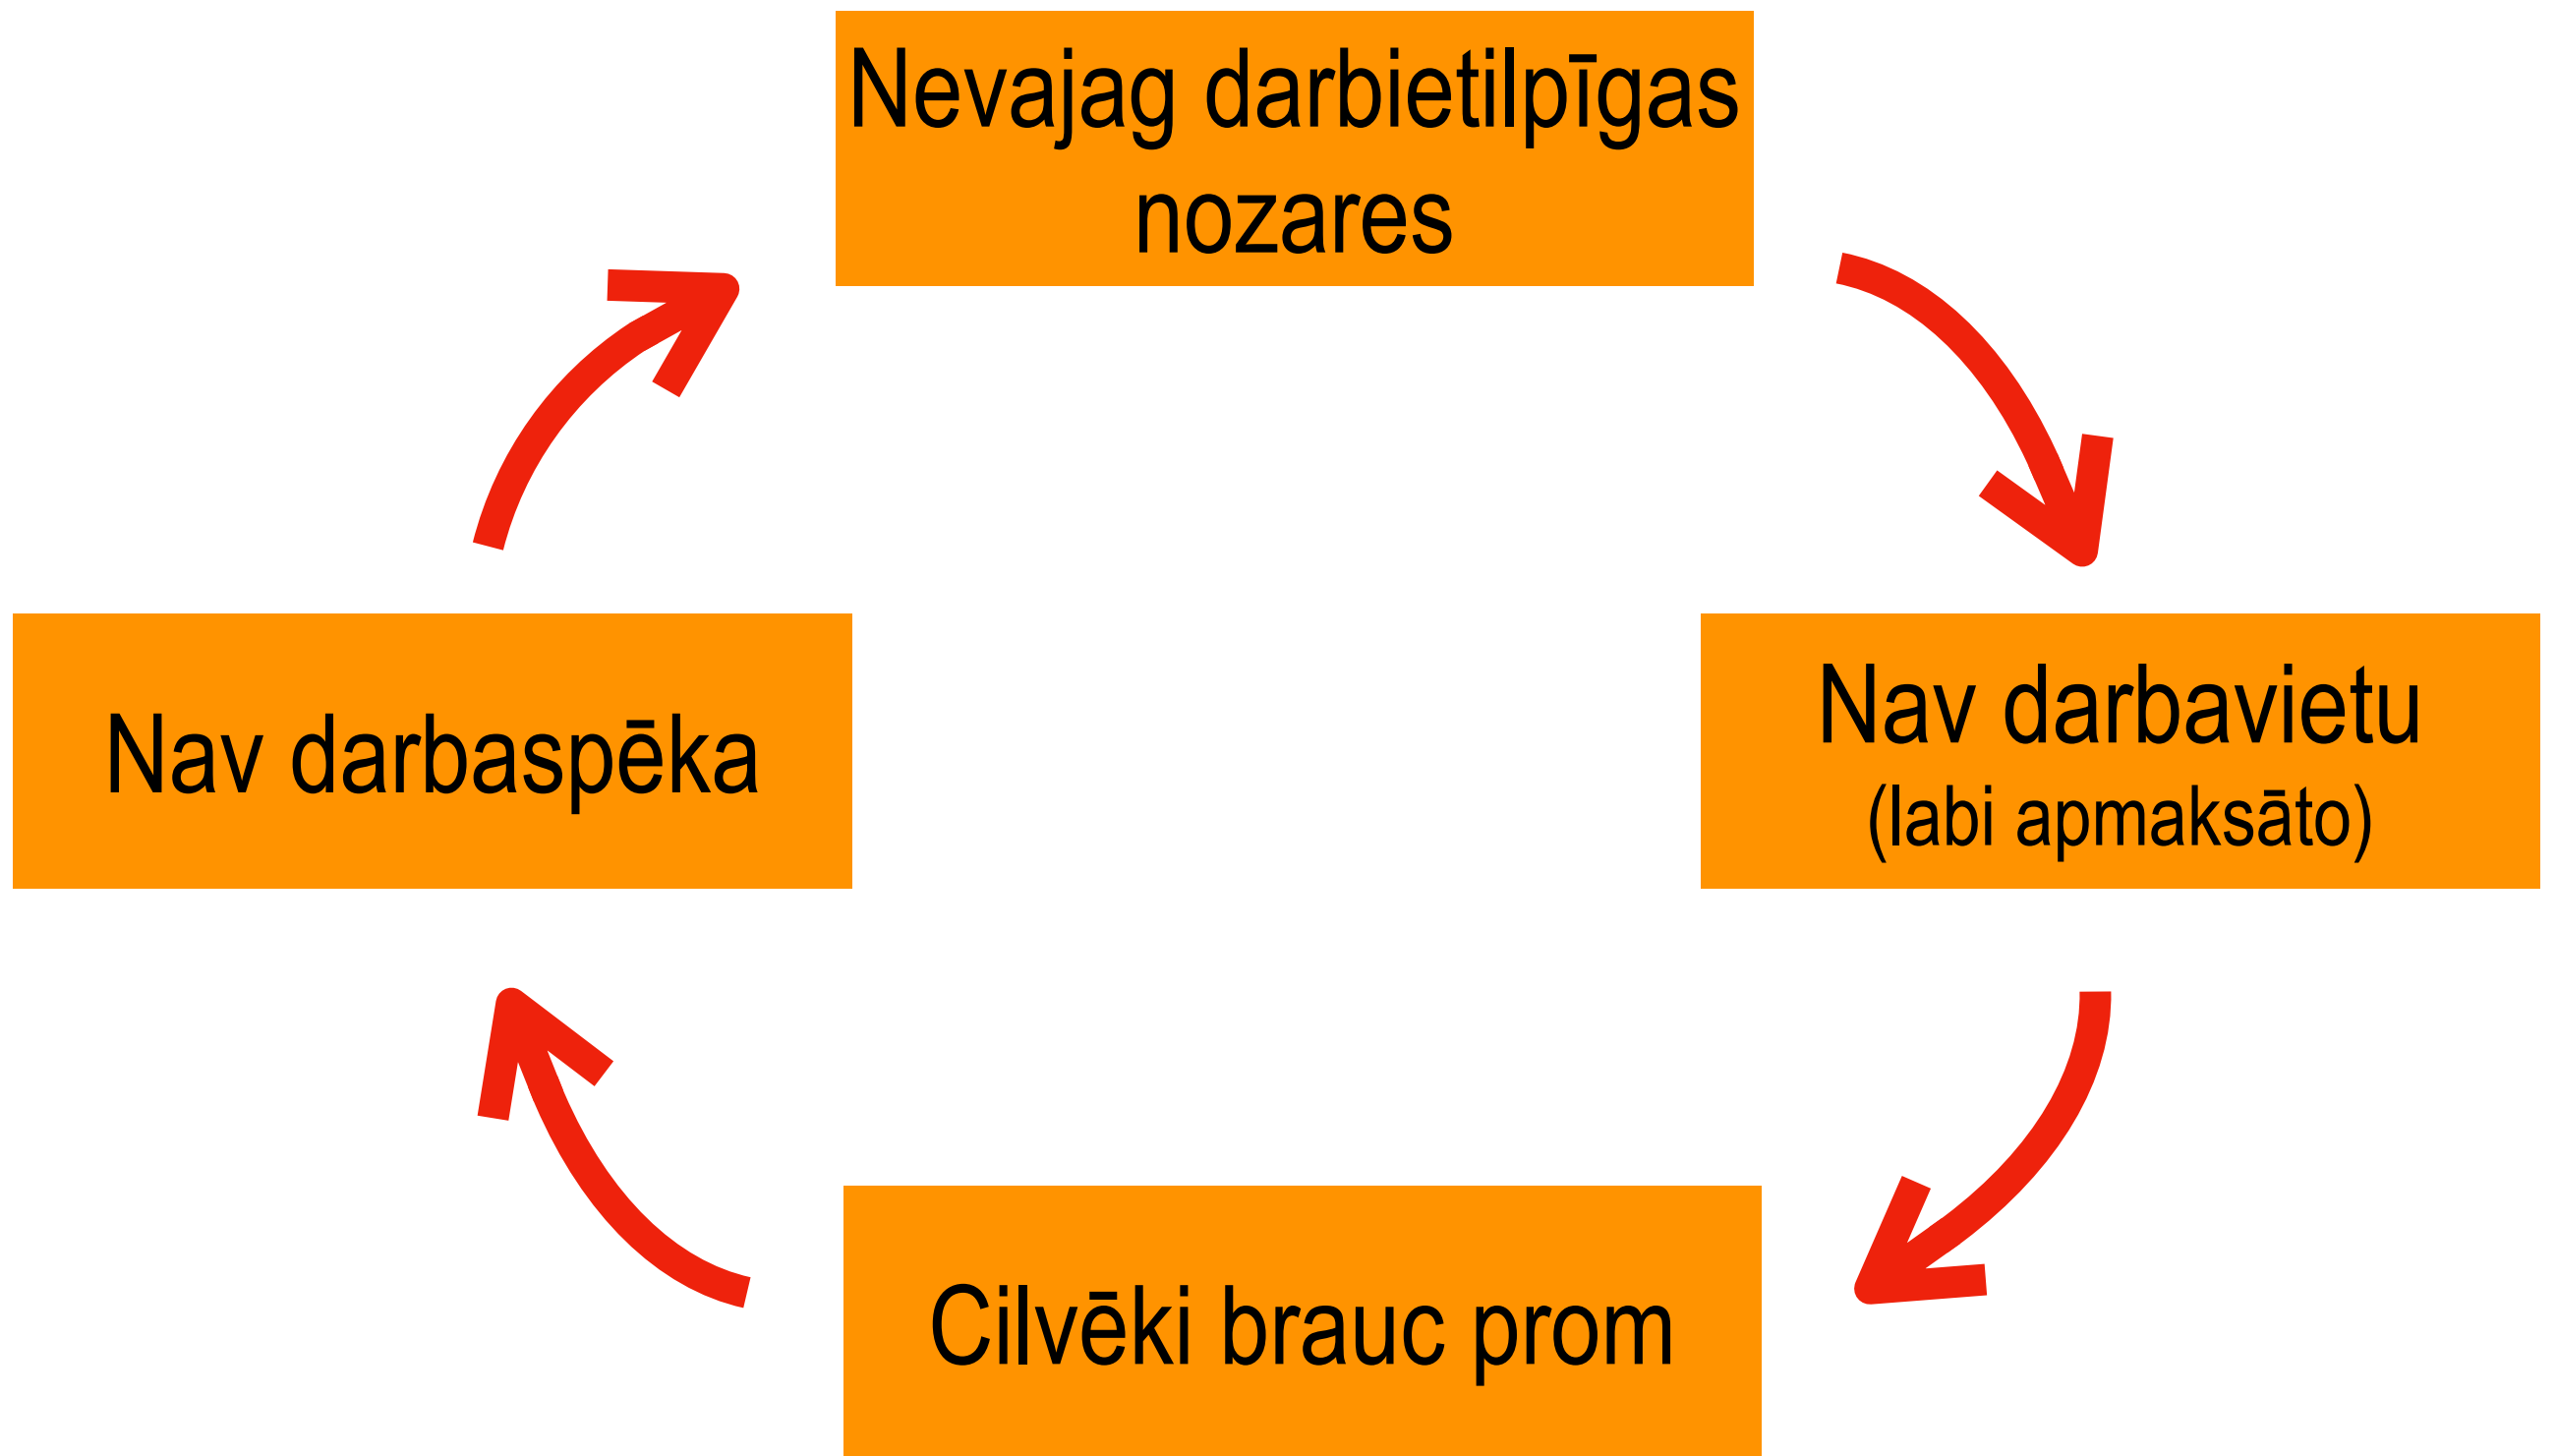 Nevajag darbietilpīgas
nozares
Nav darbaspēka
Nav darbavietu
(labi apmaksāto)
Cilvēki brauc prom